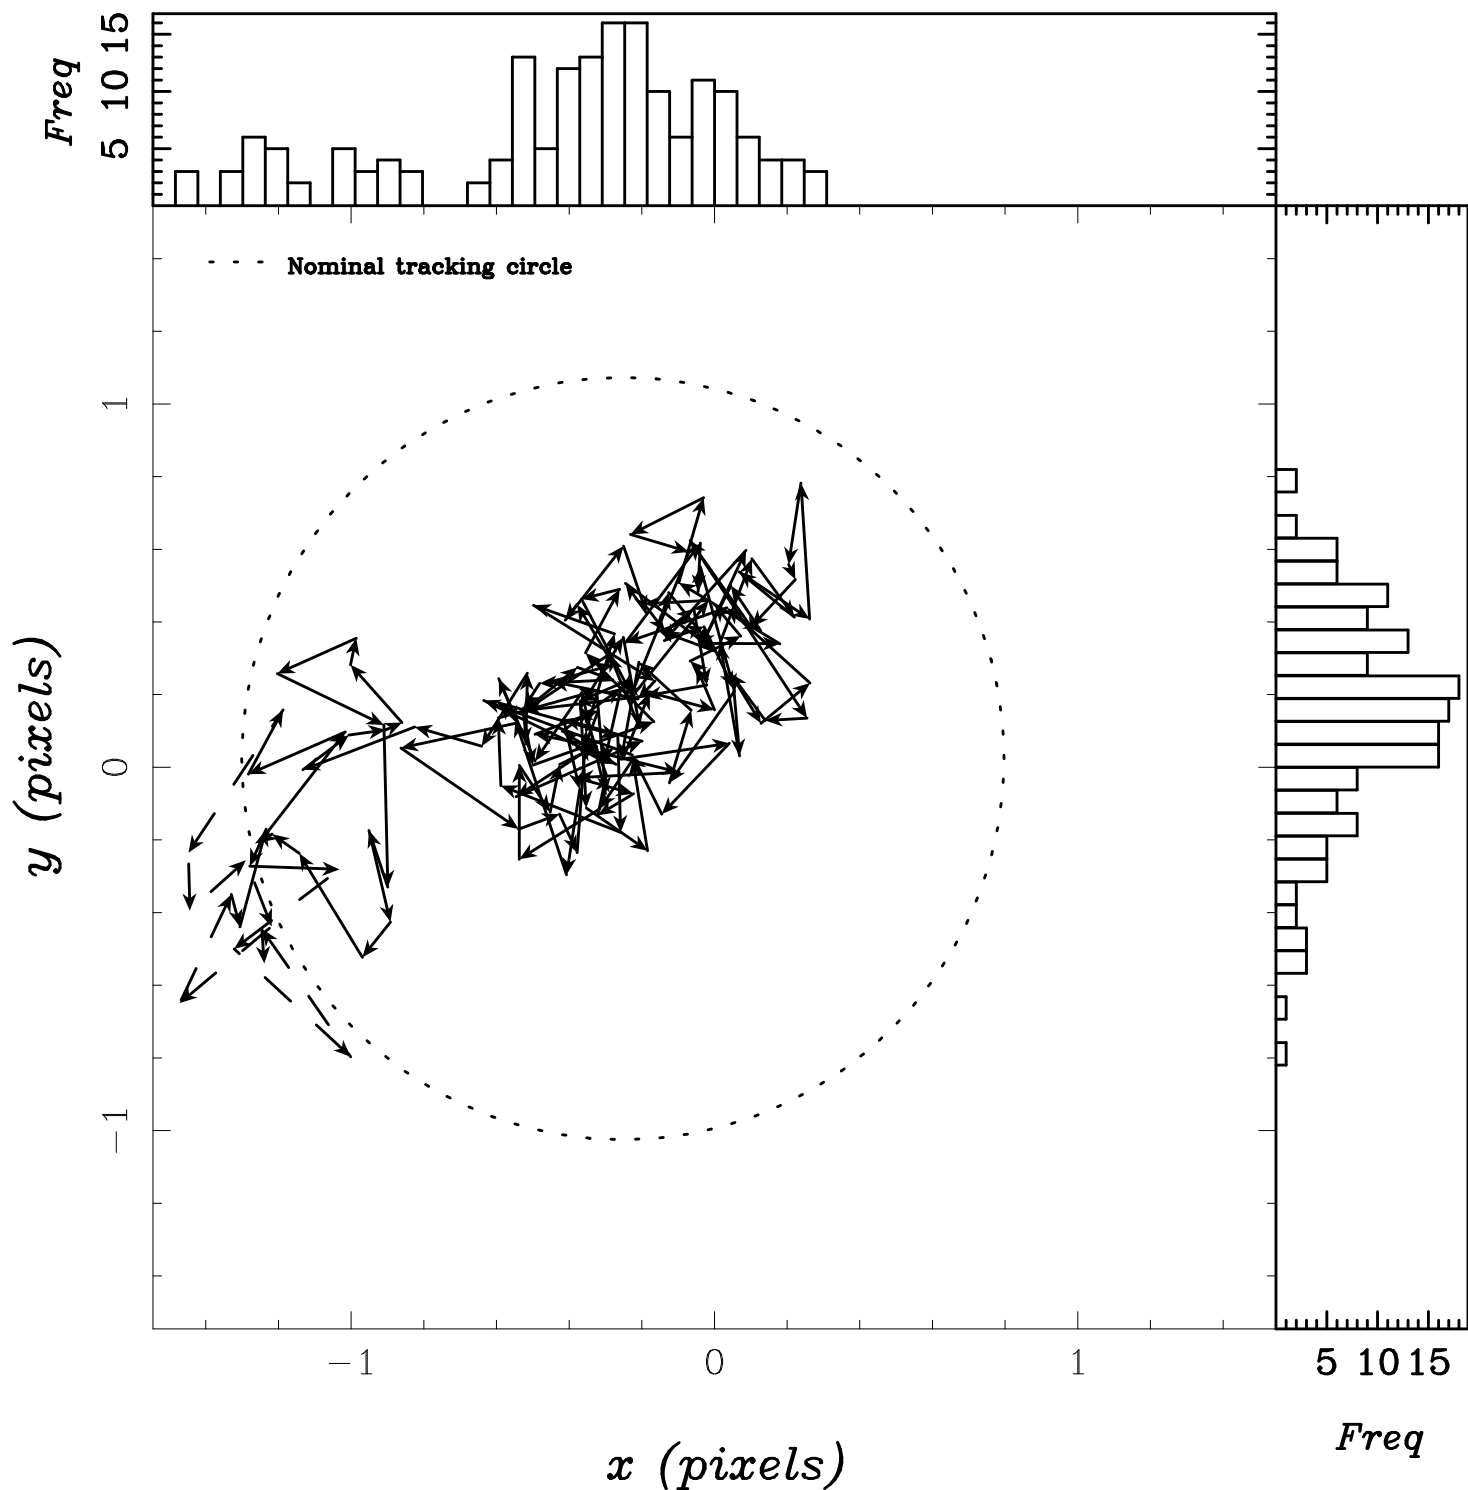 Freq
5 10 15
Nominal tracking circle
y (pixels)
1
0
−1
−1 0 1
x (pixels)
5 10 15
Freq